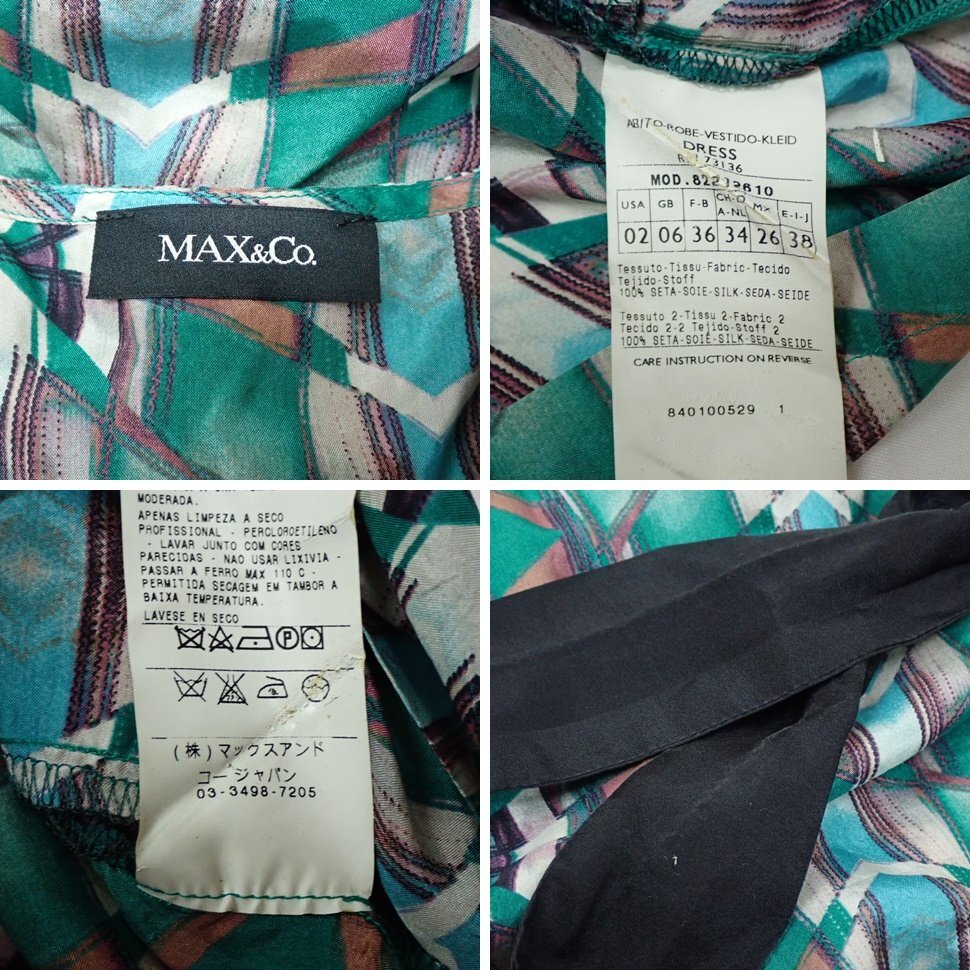 MAX&Co.
ABITO-ROBE-VESTIDO-KLEID
DRESS
73136
MOD.
USA GB F-B CH-D A-NL MX E-I-J
02 06 36 34 26 38
Tessuto-Tissu-Fabric-Tecido
Tejido-Stoff
100% SETA-SOIE-SILK-SEDA-SEIDE
Tessuto 2-Tissu 2-Fabric 2
Tecido 2-2 Tejido-Stoff 2
100% SETA-SOIE-SILK-SEDA-SEIDE
CARE INSTRUCTION ON REVERSE
840100529 1
MODERADA.
APENAS LIMPEZA A SECO
PROFISSIONAL - PERCLOROETILENO
- LAVAR JUNTO COM CORES
PARECIDAS - NAO USAR LIXIVIA -
PASSAR A FERRO MAX 110 C -
PERMITIDA SECAGEM EM TAMBOR A
BAIXA TEMPERATURA.
LAVESE EN SECO
(株)マックスアンド
コージャパン
03-3498-7205